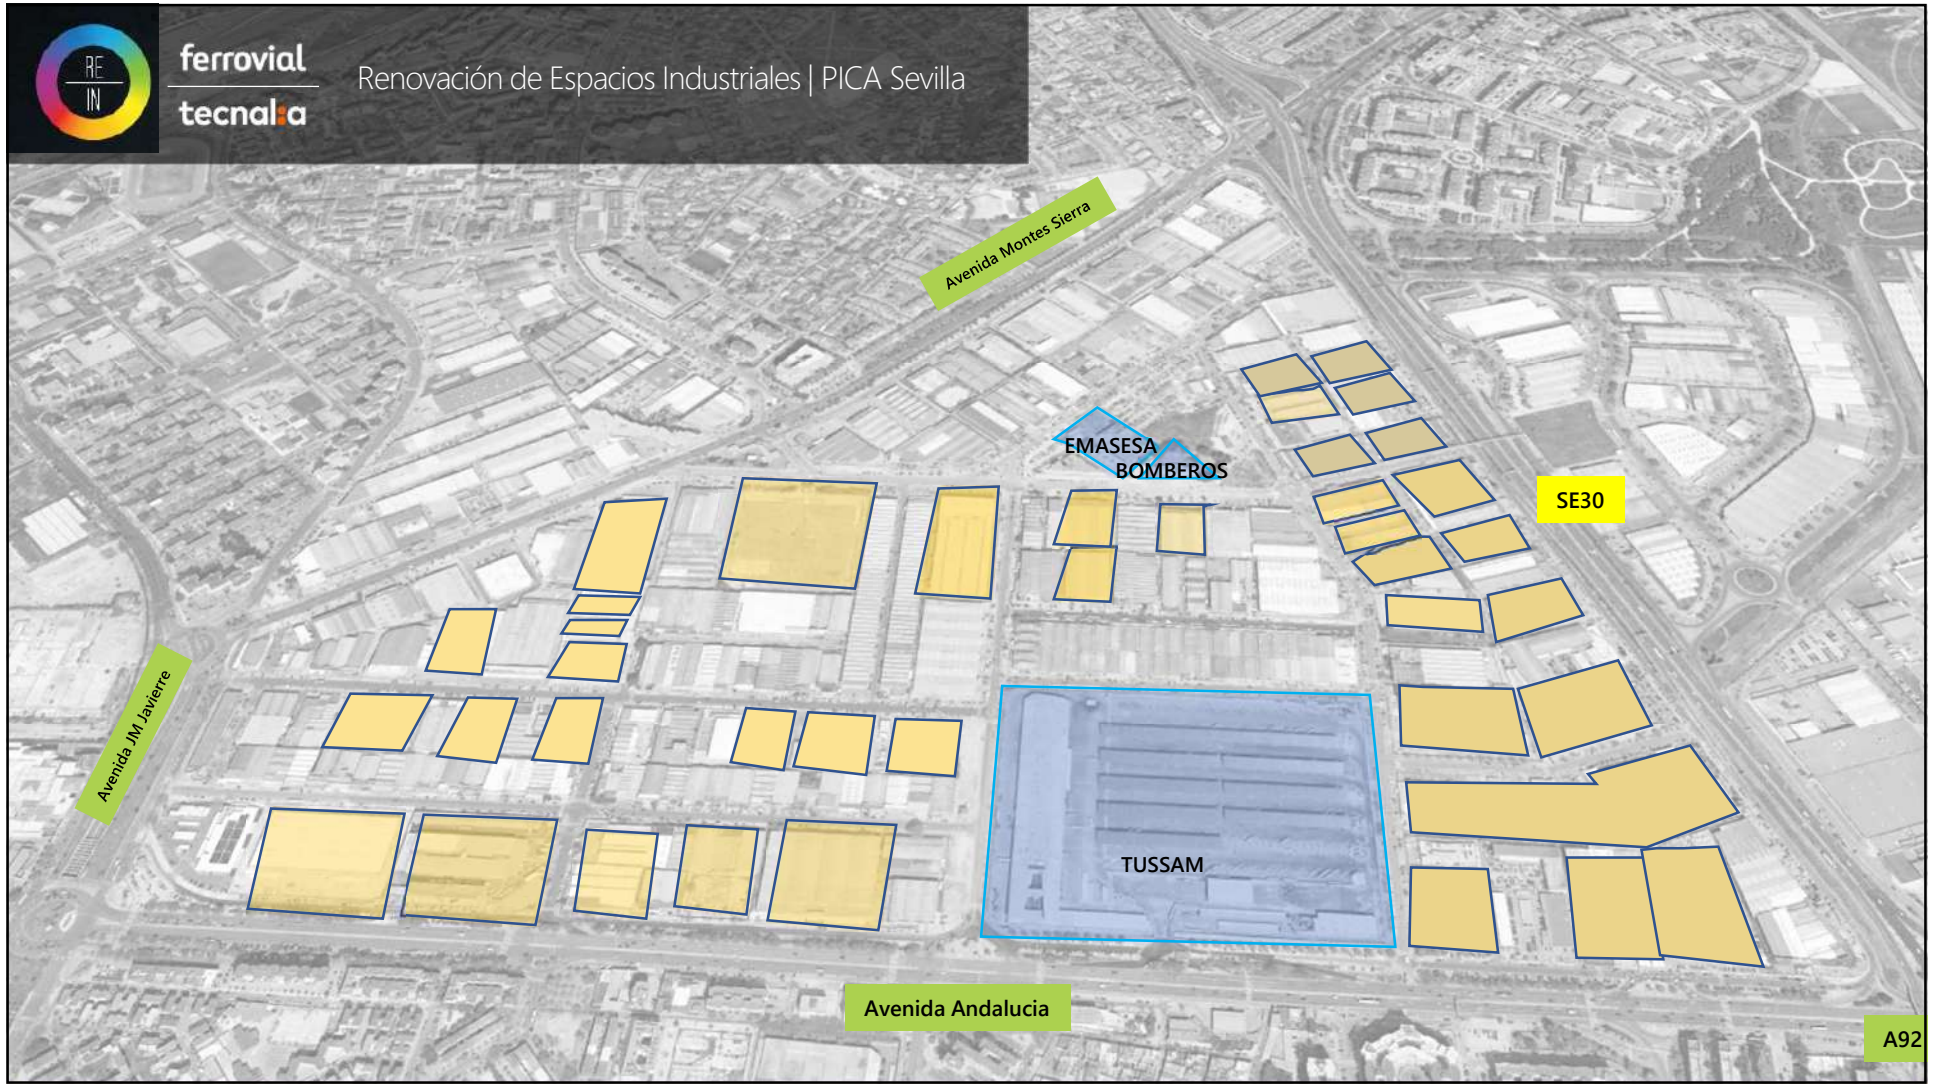 RE
IN
ferrovial
tecnal:a
Renovación de Espacios Industriales | PICA Sevilla
Avenida Montes Sierra
EMASESA
BOMBEROS
SE30
Avenida JM Javierre
TUSSAM
Avenida Andalucia
A92